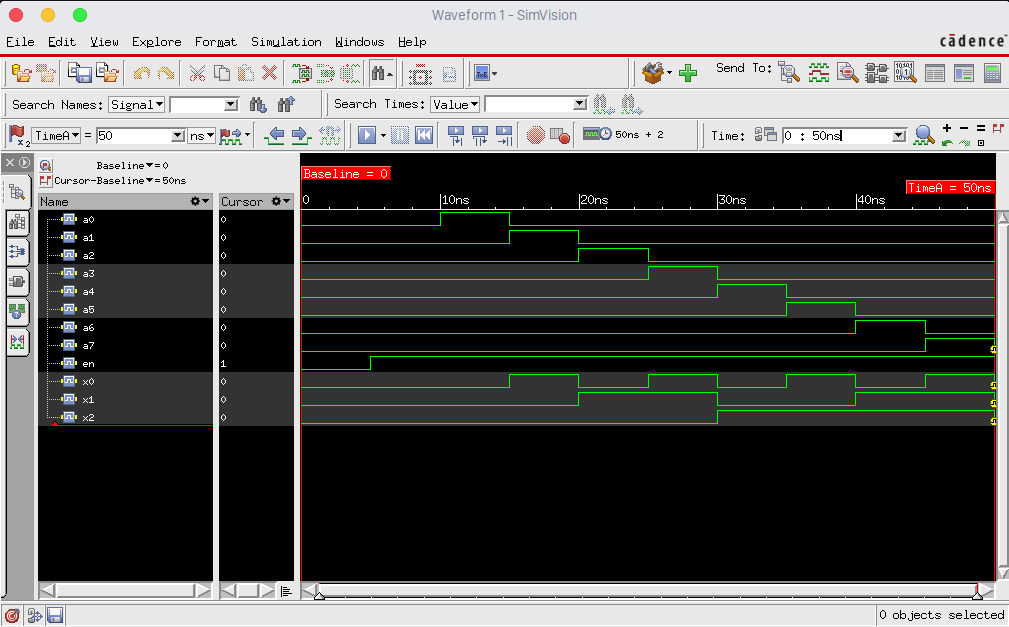 Waveform 1 - SimVision
File Edit View Explore Format Simulation Windows Help
cādence
Send To:
Search Names: Signal
Search Times: Value
TimeA = 50 ns
50ns + 2
Time: 0 : 50ns
Baseline = 0
Cursor-Baseline = 50ns
Baseline = 0
TimeA = 50ns
Name Cursor
0 10ns 20ns 30ns 40ns
a0 0
a1 0
a2 0
a3 0
a4 0
a5 0
a6 0
a7 0
en 1
x0 0
x1 0
x2 0
0 objects selected